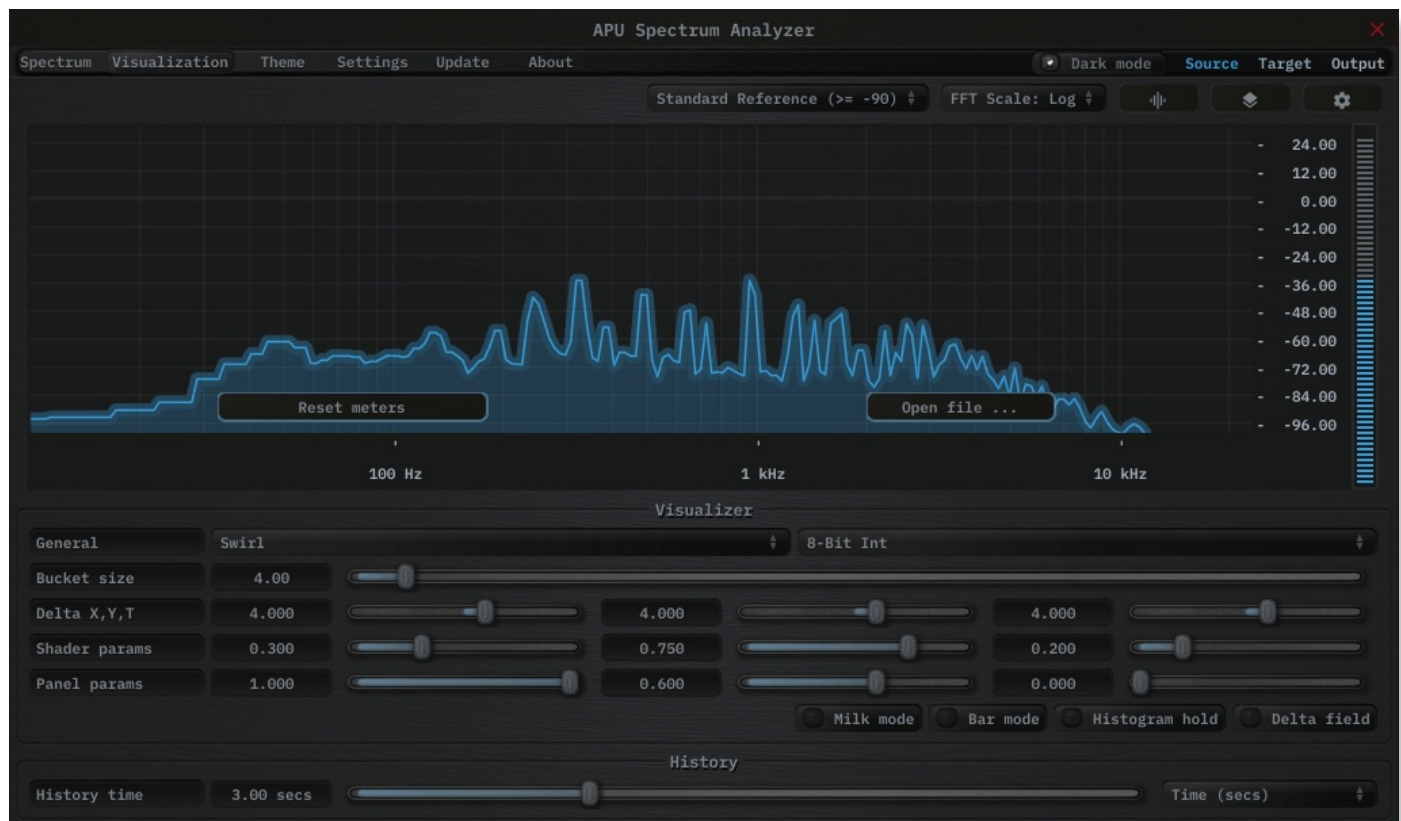 APU Spectrum Analyzer
Spectrum Visualization Theme Settings Update About Dark mode Source Target Output
Standard Reference (>= -90) FFT Scale: Log
- 24.00
- 12.00
- 0.00
- -12.00
- -24.00
- -36.00
- -48.00
- -60.00
- -72.00
- -84.00
- -96.00
Reset meters Open file ...
100 Hz 1 kHz 10 kHz
Visualizer
General Swirl 8-Bit Int
Bucket size 4.00
Delta X,Y,T 4.000 4.000 4.000
Shader params 0.300 0.750 0.200
Panel params 1.000 0.600 0.000
Milk mode Bar mode Histogram hold Delta field
History
History time 3.00 secs Time (secs)